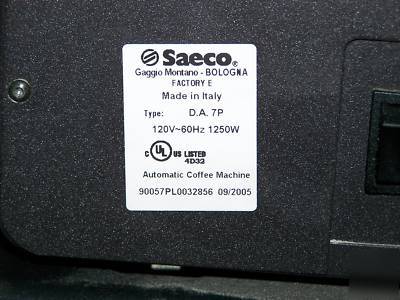 Saeco®
Gaggio Montano - BOLOGNA
FACTORY E
Made in Italy
Type: D.A. 7P
120V~60Hz 1250W
C UL US LISTED
4D32
Automatic Coffee Machine
90057PL0032856 09/2005